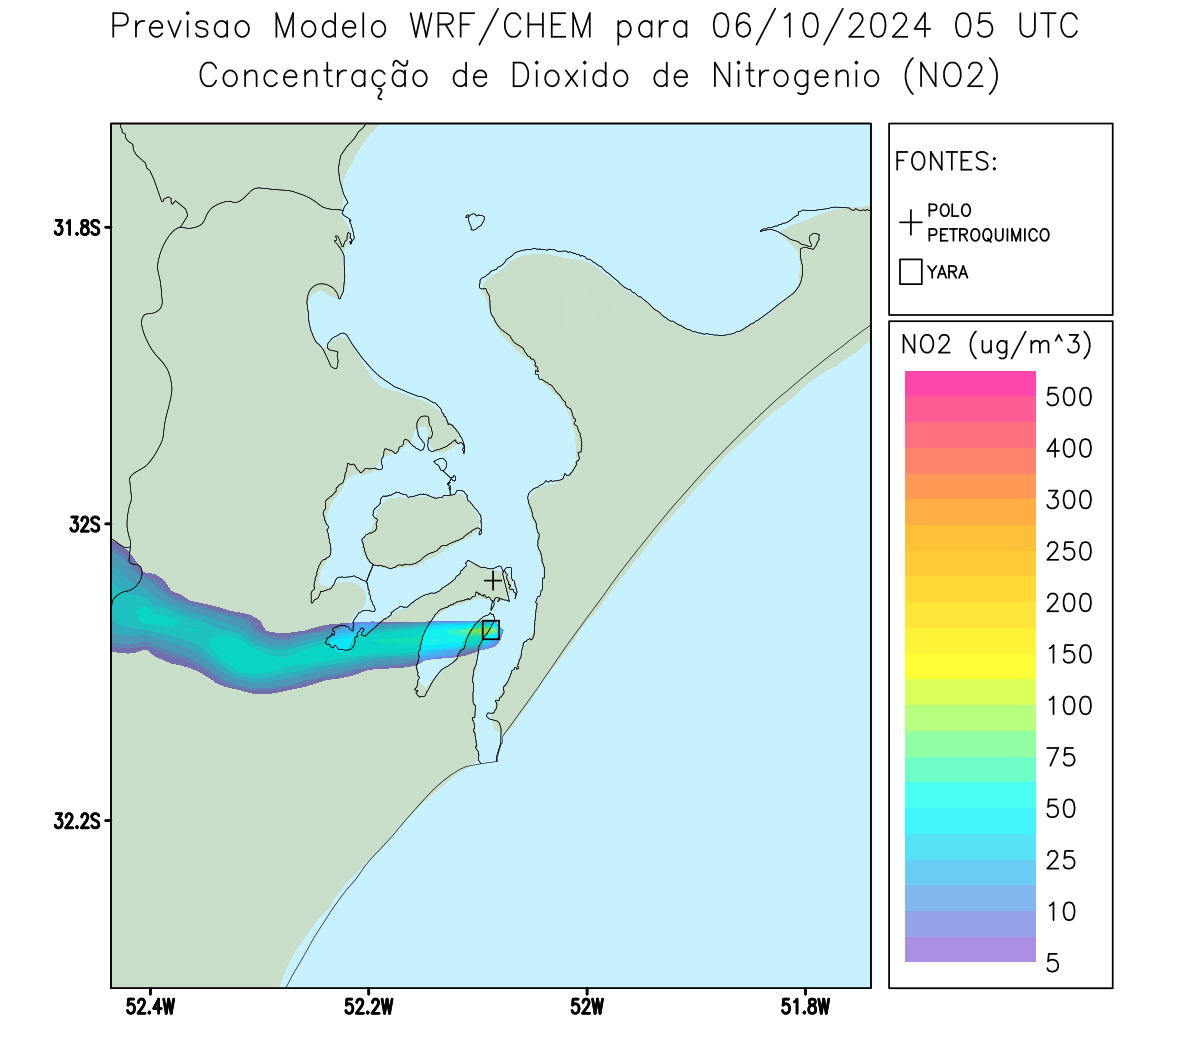 Previsao Modelo WRF/CHEM para 06/10/2024 05 UTC
Concentração de Dioxido de Nitrogenio (NO2)
FONTES:
POLO
PETROQUIMICO
YARA
NO2 (ug/m^3)
500
400
300
250
200
150
100
75
50
25
10
5
31.8S
32S
32.2S
52.4W
52.2W
52W
51.8W